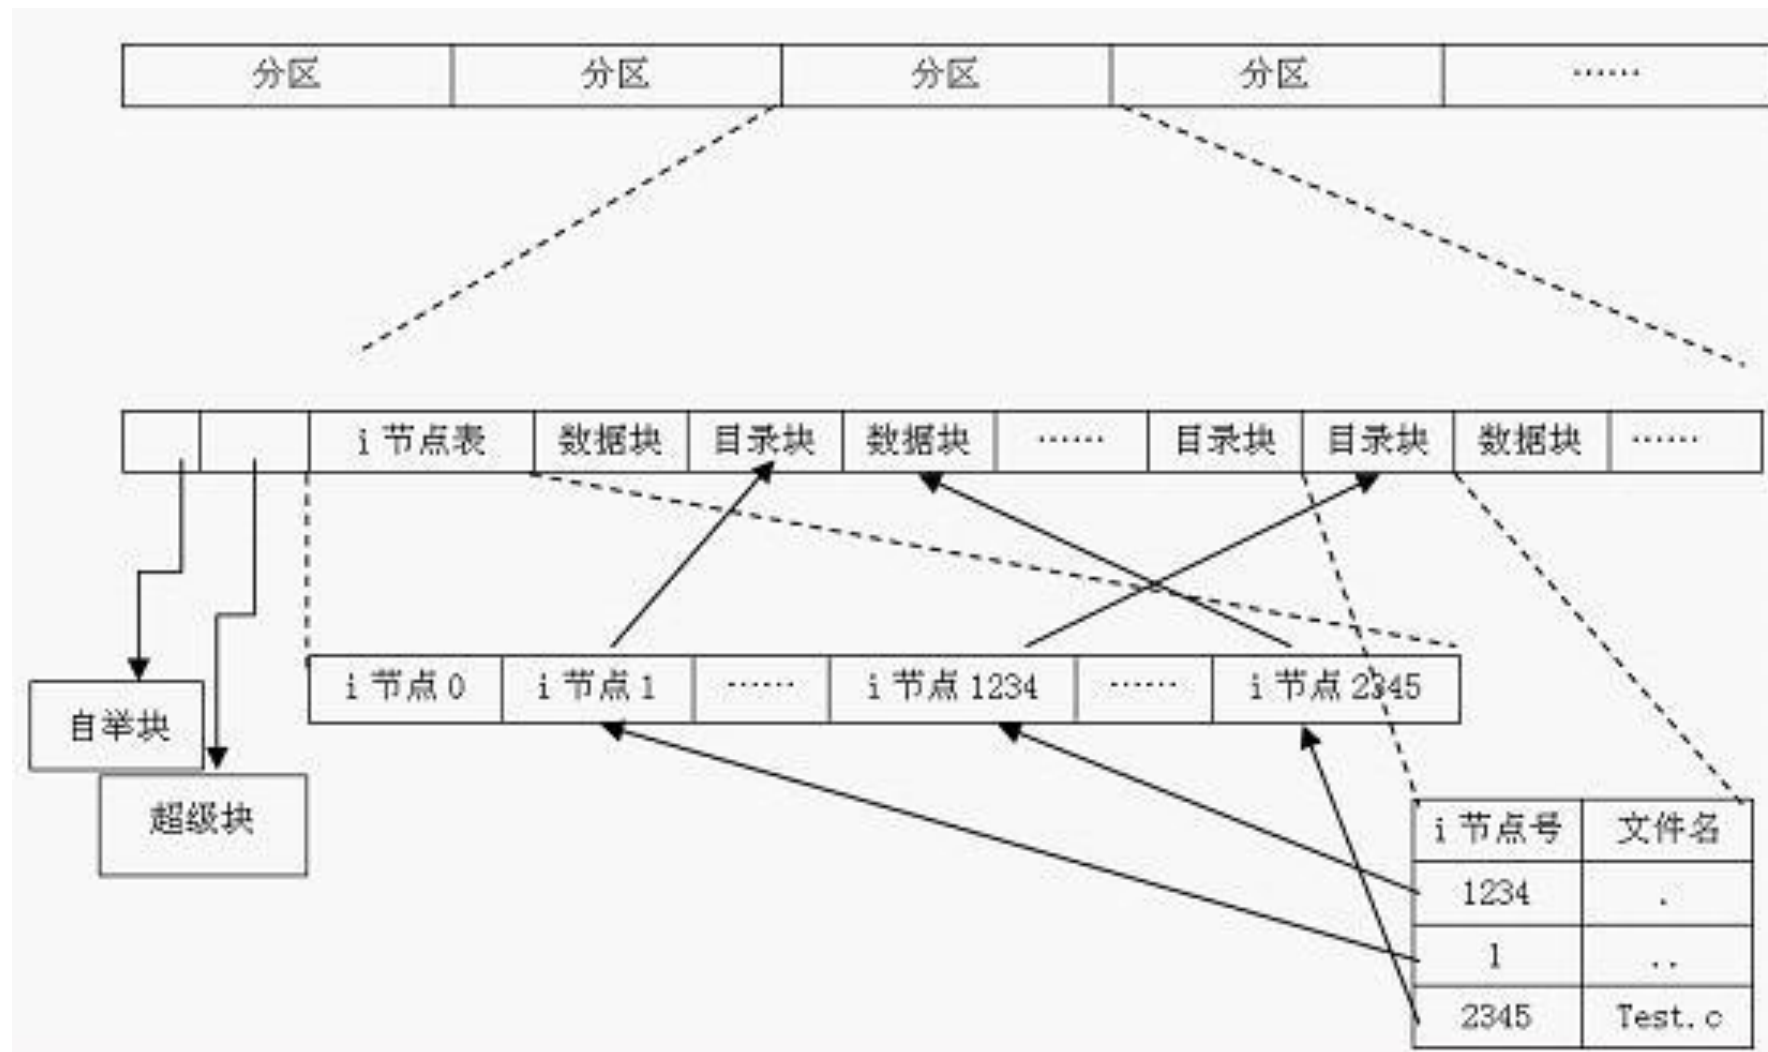 分区 分区 分区 分区 ……
i 节点表 数据块 目录块 数据块 …… 目录块 目录块 数据块 ……
i 节点 0 i 节点 1 …… i 节点 1234 …… i 节点 2345
自举块
超级块
i 节点号 文件名
1234 .
1 ..
2345 Test.c